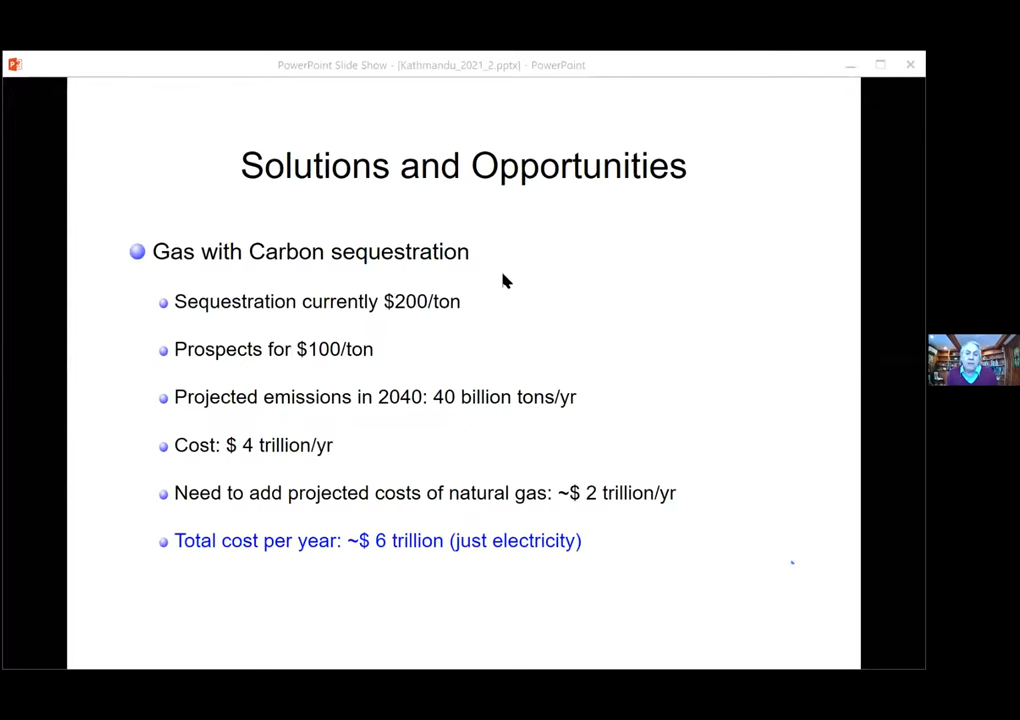 PowerPoint Slide Show - [Kathmandu_2021_2.pptx] - PowerPoint
Solutions and Opportunities
Gas with Carbon sequestration
Sequestration currently $200/ton
Prospects for $100/ton
Projected emissions in 2040: 40 billion tons/yr
Cost: $ 4 trillion/yr
Need to add projected costs of natural gas: ~$ 2 trillion/yr
Total cost per year: ~$ 6 trillion (just electricity)